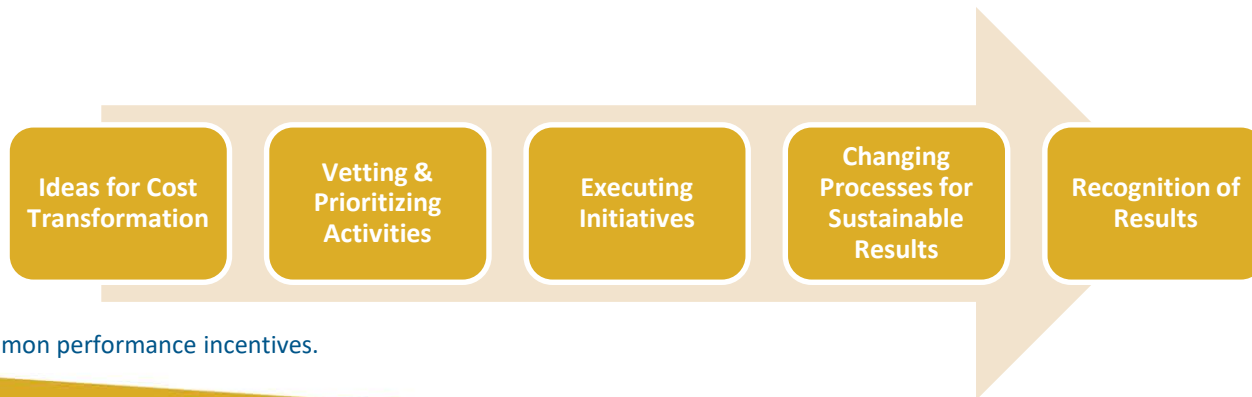 Ideas for Cost
Transformation
Vetting &
Prioritizing
Activities
Executing
Initiatives
Changing
Processes for
Sustainable
Results
Recognition of
Results
mon performance incentives.